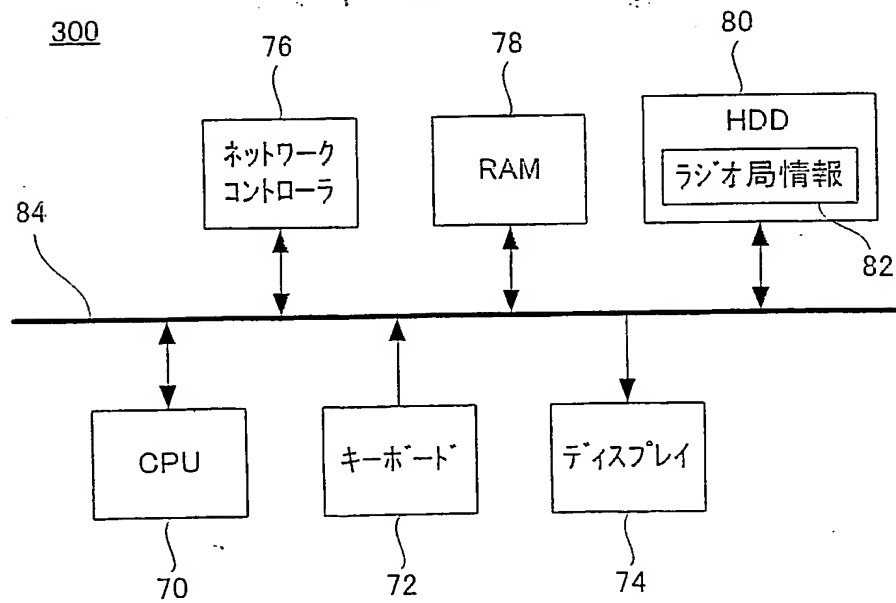 300
76
78
80
ネットワーク
コントローラ
RAM
HDD
ラジオ局情報
84
82
CPU
キーボード
ディスプレイ
70
72
74